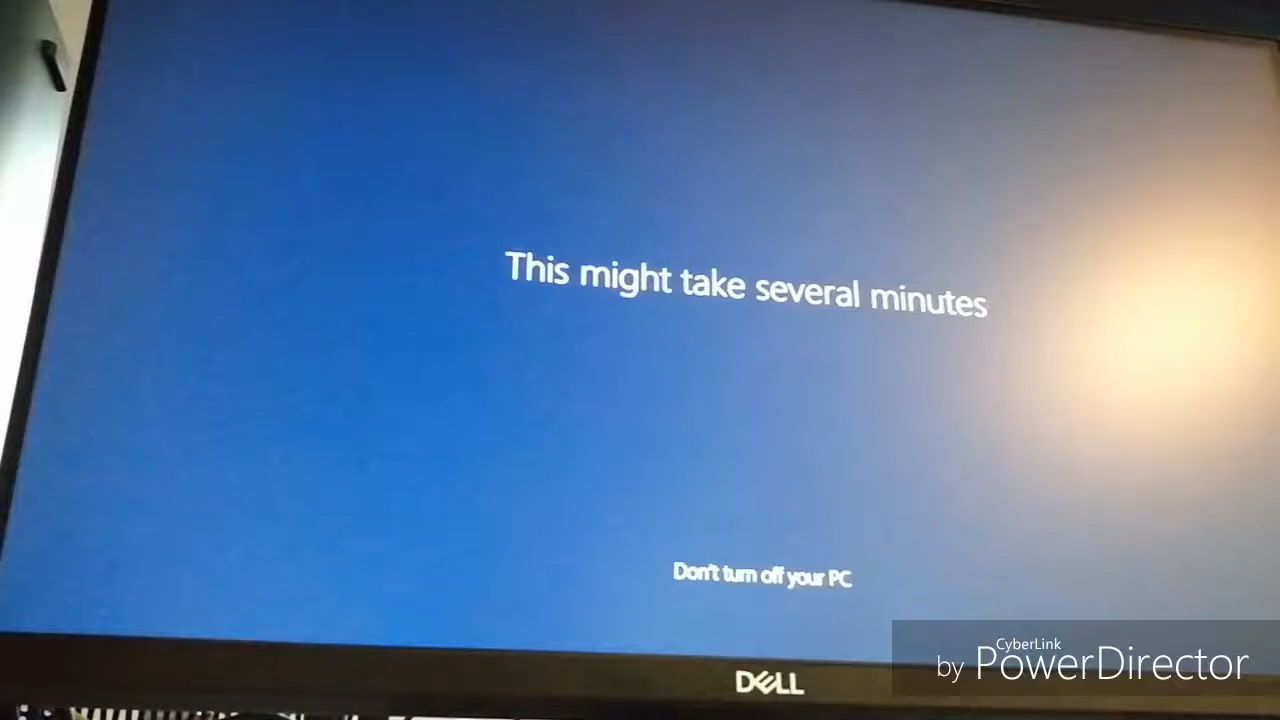 This might take several minutes
Don't turn off your PC
DELL
CyberLink
by PowerDirector